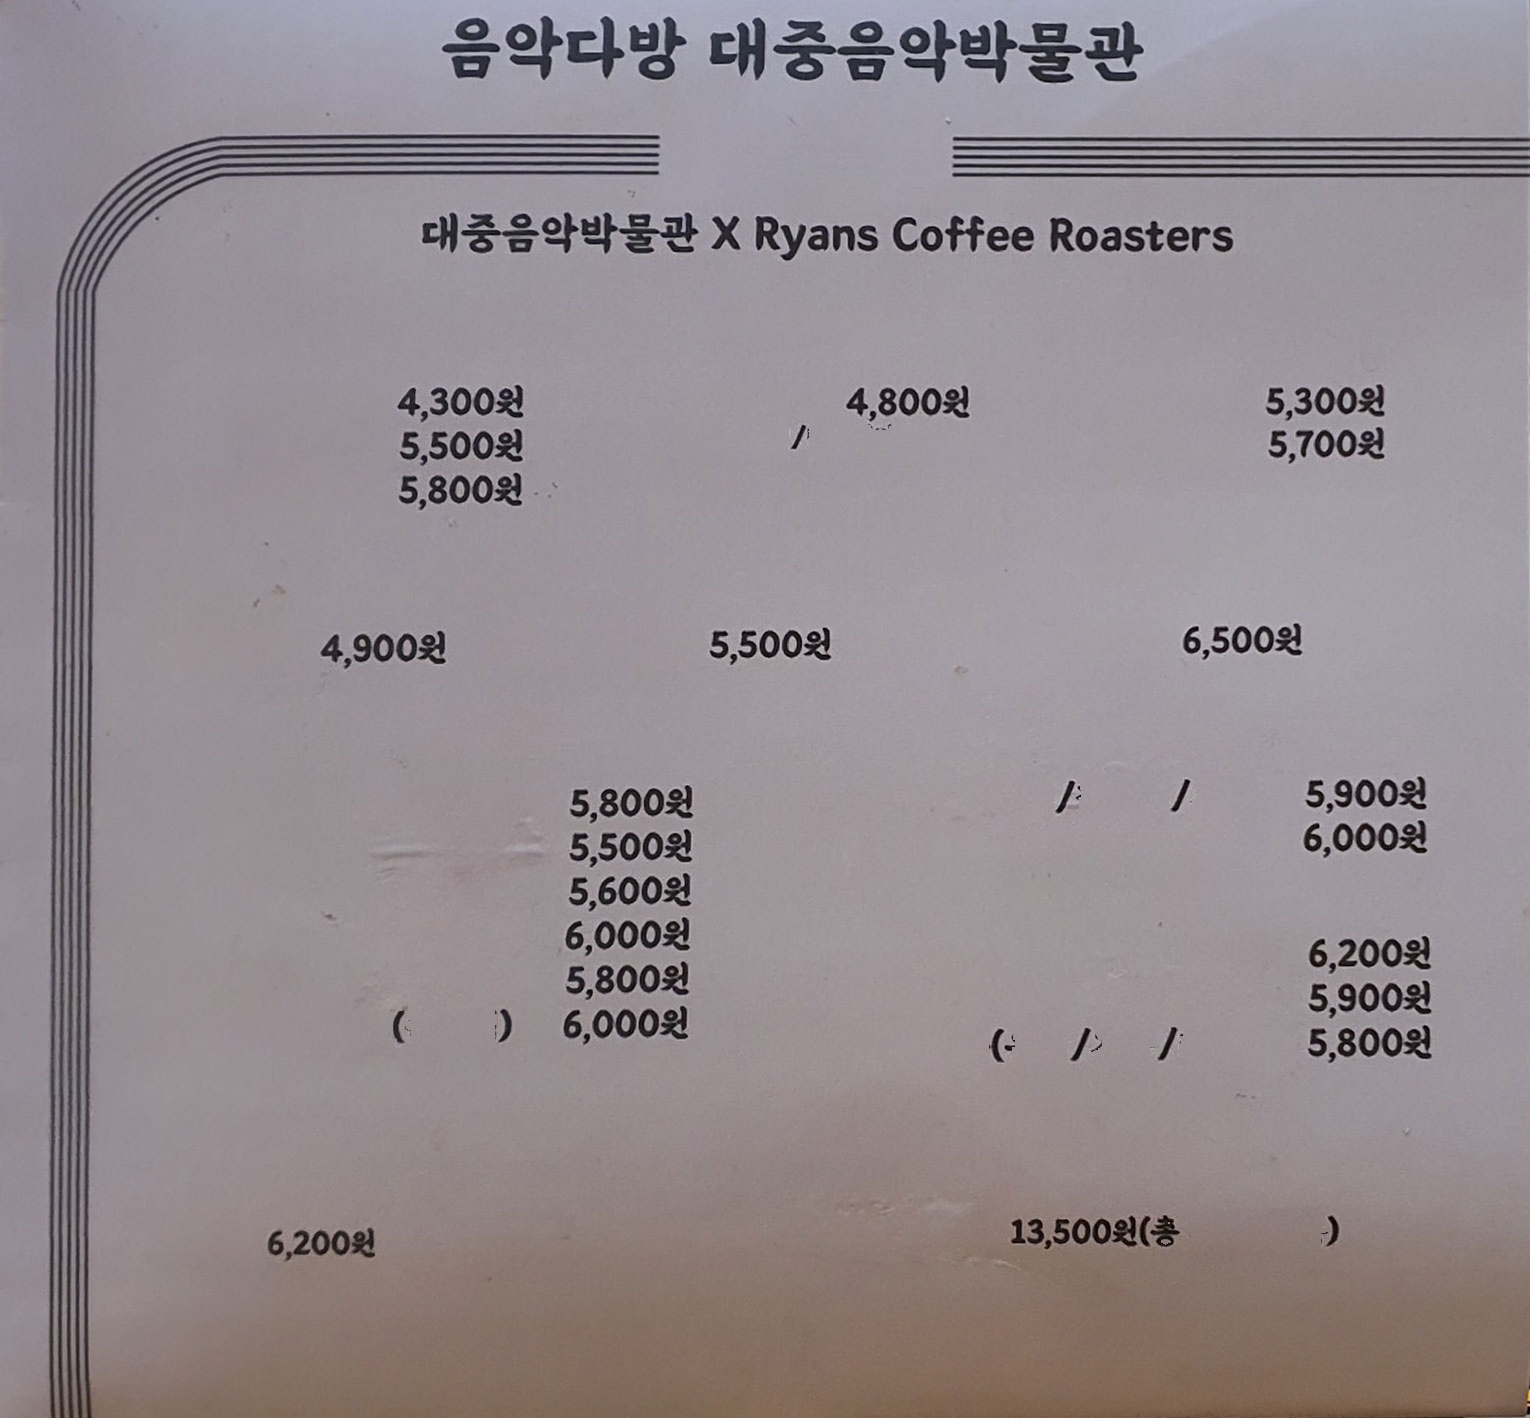 음악다방 대중음악박물관
대중음악박물관 X Ryans Coffee Roasters
4,300원 4,800원 5,300원
5,500원 / 5,700원
5,800원
4,900원 5,500원 6,500원
5,800원 / / 5,900원
5,500원 6,000원
5,600원
6,000원 6,200원
5,800원 5,900원
( ) 6,000원 ( / / 5,800원
6,200원 13,500원(총 )